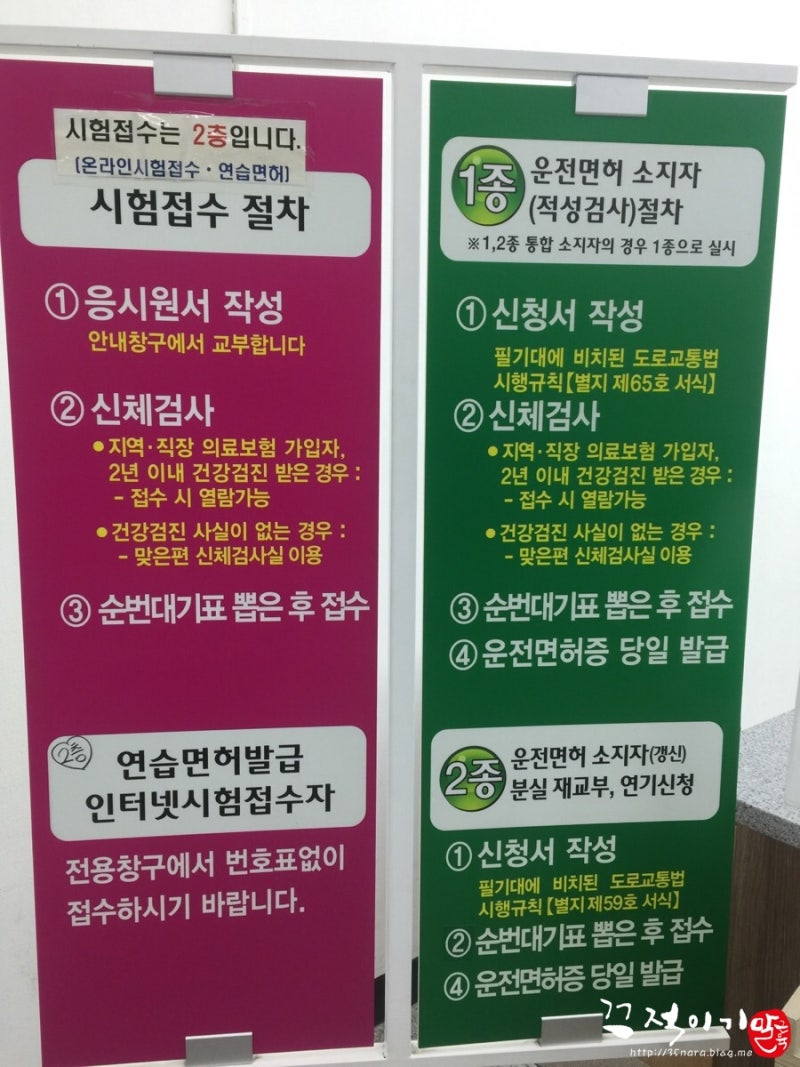 시험접수는 2층입니다.
(온라인시험접수·연습면허)
시험접수 절차
① 응시원서 작성
안내창구에서 교부합니다
② 신체검사
● 지역·직장 의료보험 가입자,
2년 이내 건강검진 받은 경우 :
- 접수 시 열람가능
● 건강검진 사실이 없는 경우 :
- 맞은편 신체검사실 이용
③ 순번대기표 뽑은 후 접수
2층
연습면허발급
인터넷시험접수자
전용창구에서 번호표없이
접수하시기 바랍니다.
1종 운전면허 소지자
(적성검사)절차
※1,2종 통합 소지자의 경우 1종으로 실시
① 신청서 작성
필기대에 비치된 도로교통법
시행규칙【별지 제65호 서식】
② 신체검사
● 지역·직장 의료보험 가입자,
2년 이내 건강검진 받은 경우 :
- 접수 시 열람가능
● 건강검진 사실이 없는 경우 :
- 맞은편 신체검사실 이용
③ 순번대기표 뽑은 후 접수
④ 운전면허증 당일 발급
2종 운전면허 소지자(갱신)
분실 재교부, 연기신청
① 신청서 작성
필기대에 비치된 도로교통법
시행규칙【별지 제59호 서식】
② 순번대기표 뽑은 후 접수
④ 운전면허증 당일 발급
끄적이기
http://35nara.blog.me